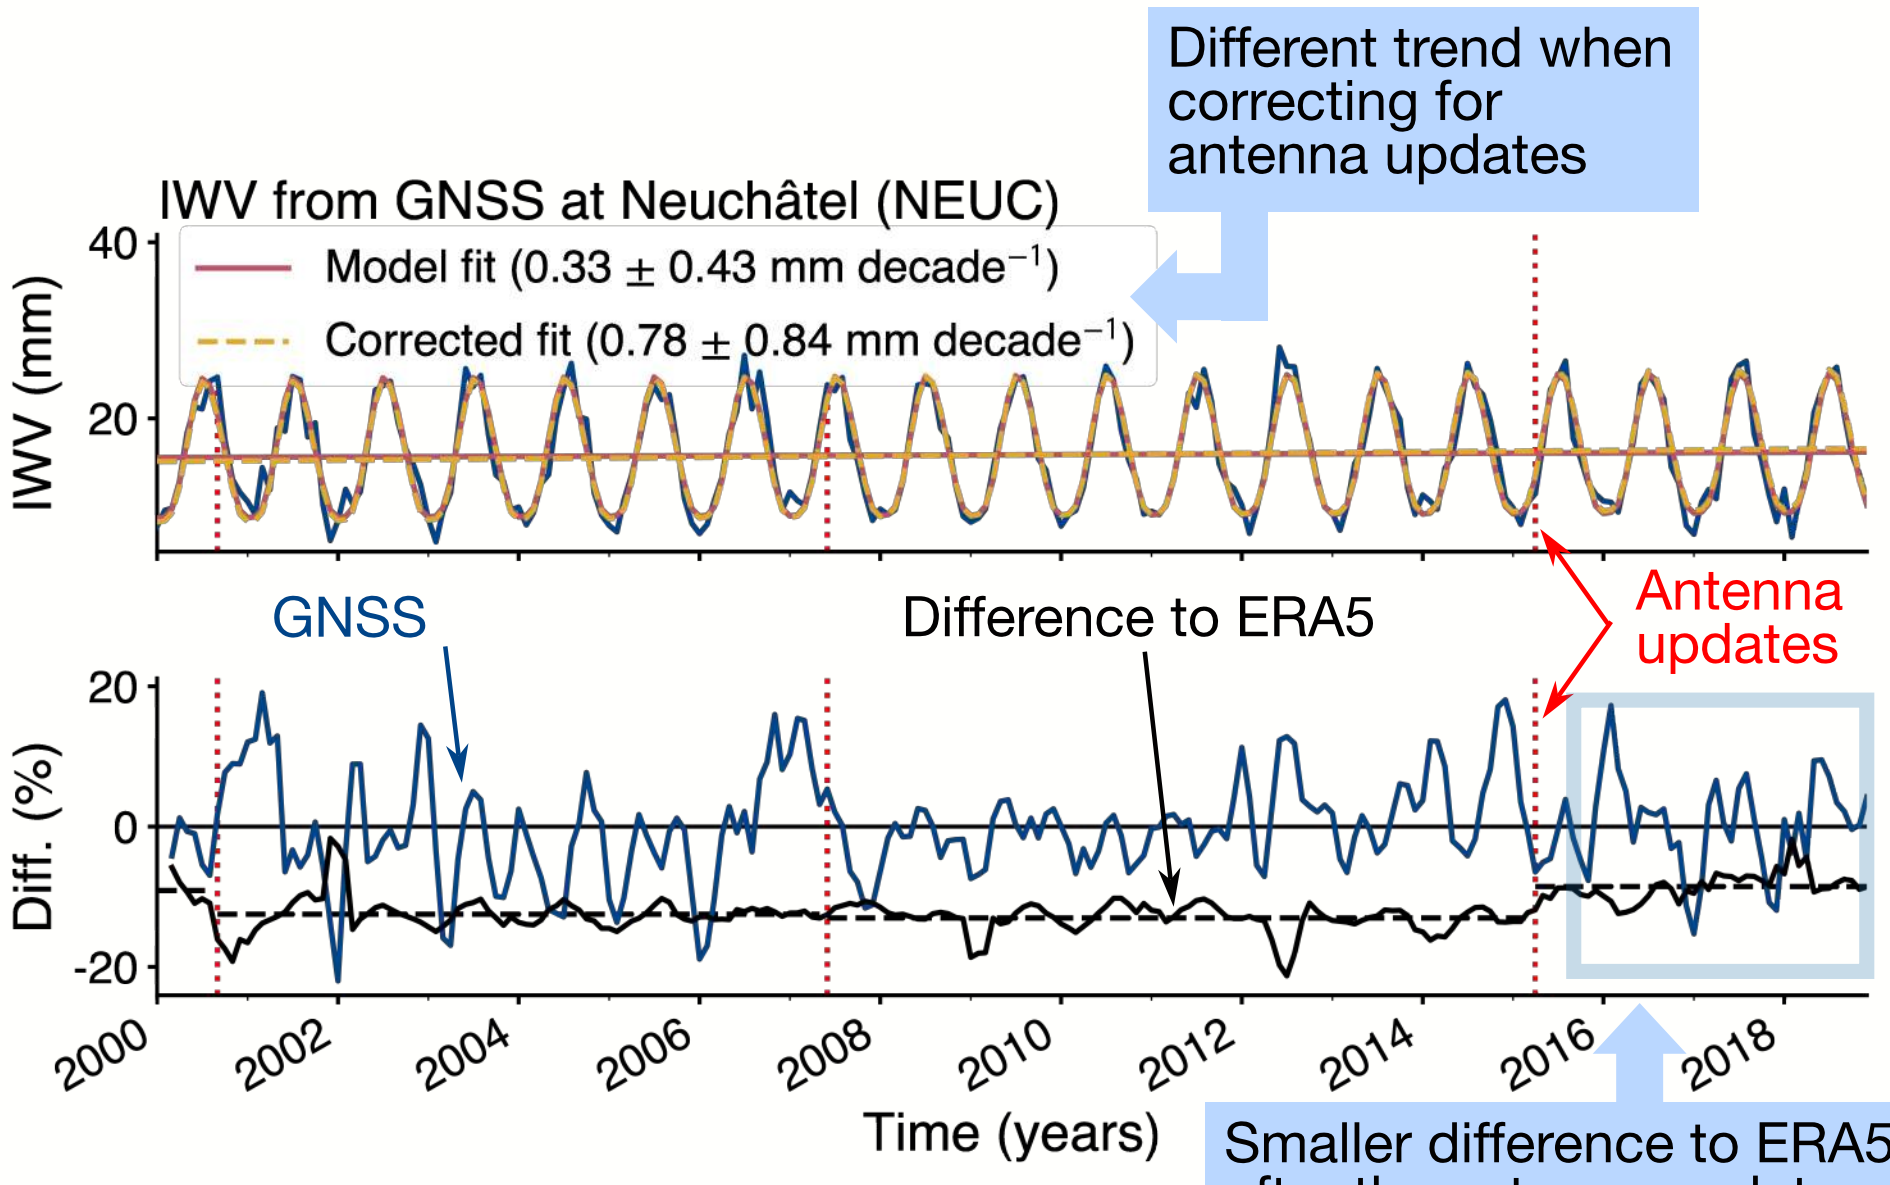 Different trend when
correcting for
antenna updates
IWV from GNSS at Neuchâtel (NEUC)
Model fit (0.33 ± 0.43 mm decade⁻¹)
Corrected fit (0.78 ± 0.84 mm decade⁻¹)
IWV (mm)
40
20
GNSS
Difference to ERA5
Antenna
updates
Diff. (%)
20
0
-20
2000 2002 2004 2006 2008 2010 2012 2014 2016 2018
Time (years)
Smaller difference to ERA5